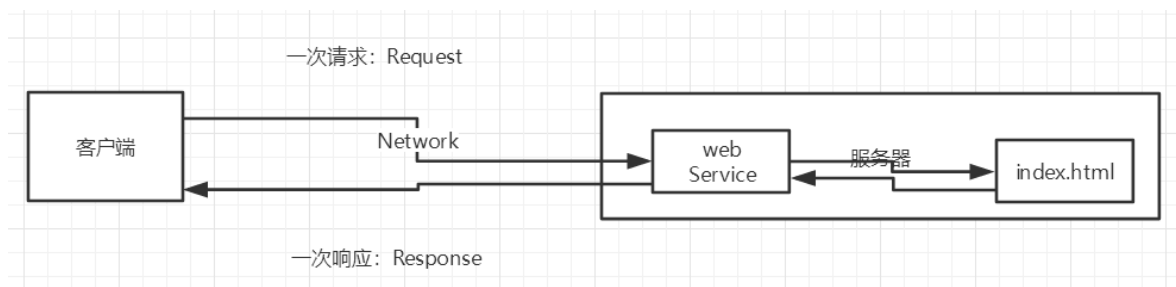 一次请求：Request
客户端
Network
web
Service
服务器
index.html
一次响应：Response